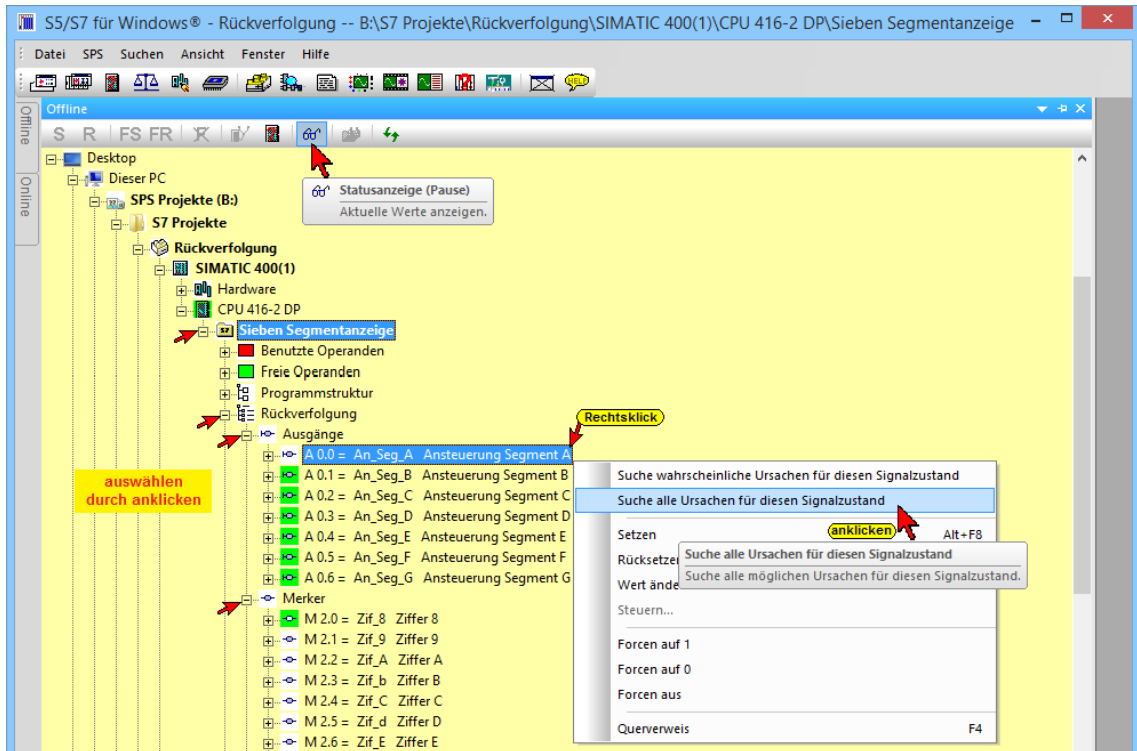 S5/S7 für Windows® - Rückverfolgung -- B:\S7 Projekte\Rückverfolgung\SIMATIC 400(1)\CPU 416-2 DP\Sieben Segmentanzeige
Datei SPS Suchen Ansicht Fenster Hilfe
HELP
Offline
Offline
Online
S R FS FR
Statusanzeige (Pause)
Aktuelle Werte anzeigen.
Desktop
Dieser PC
SPS Projekte (B:)
S7 Projekte
Rückverfolgung
SIMATIC 400(1)
Hardware
CPU 416-2 DP
Sieben Segmentanzeige
Benutzte Operanden
Freie Operanden
Programmstruktur
Rückverfolgung
Rechtsklick
Ausgänge
A 0.0 = An_Seg_A Ansteuerung Segment A
A 0.1 = An_Seg_B Ansteuerung Segment B
A 0.2 = An_Seg_C Ansteuerung Segment C
A 0.3 = An_Seg_D Ansteuerung Segment D
A 0.4 = An_Seg_E Ansteuerung Segment E
A 0.5 = An_Seg_F Ansteuerung Segment F
A 0.6 = An_Seg_G Ansteuerung Segment G
auswählen
durch anklicken
Merker
M 2.0 = Zif_8 Ziffer 8
M 2.1 = Zif_9 Ziffer 9
M 2.2 = Zif_A Ziffer A
M 2.3 = Zif_b Ziffer B
M 2.4 = Zif_C Ziffer C
M 2.5 = Zif_d Ziffer D
M 2.6 = Zif_E Ziffer E
Suche wahrscheinliche Ursachen für diesen Signalzustand
Suche alle Ursachen für diesen Signalzustand
anklicken
Setzen Alt+F8
Rücksetzen
Suche alle Ursachen für diesen Signalzustand
Suche alle möglichen Ursachen für diesen Signalzustand.
Wert ände
Steuern...
Forcen auf 1
Forcen auf 0
Forcen aus
Querverweis F4